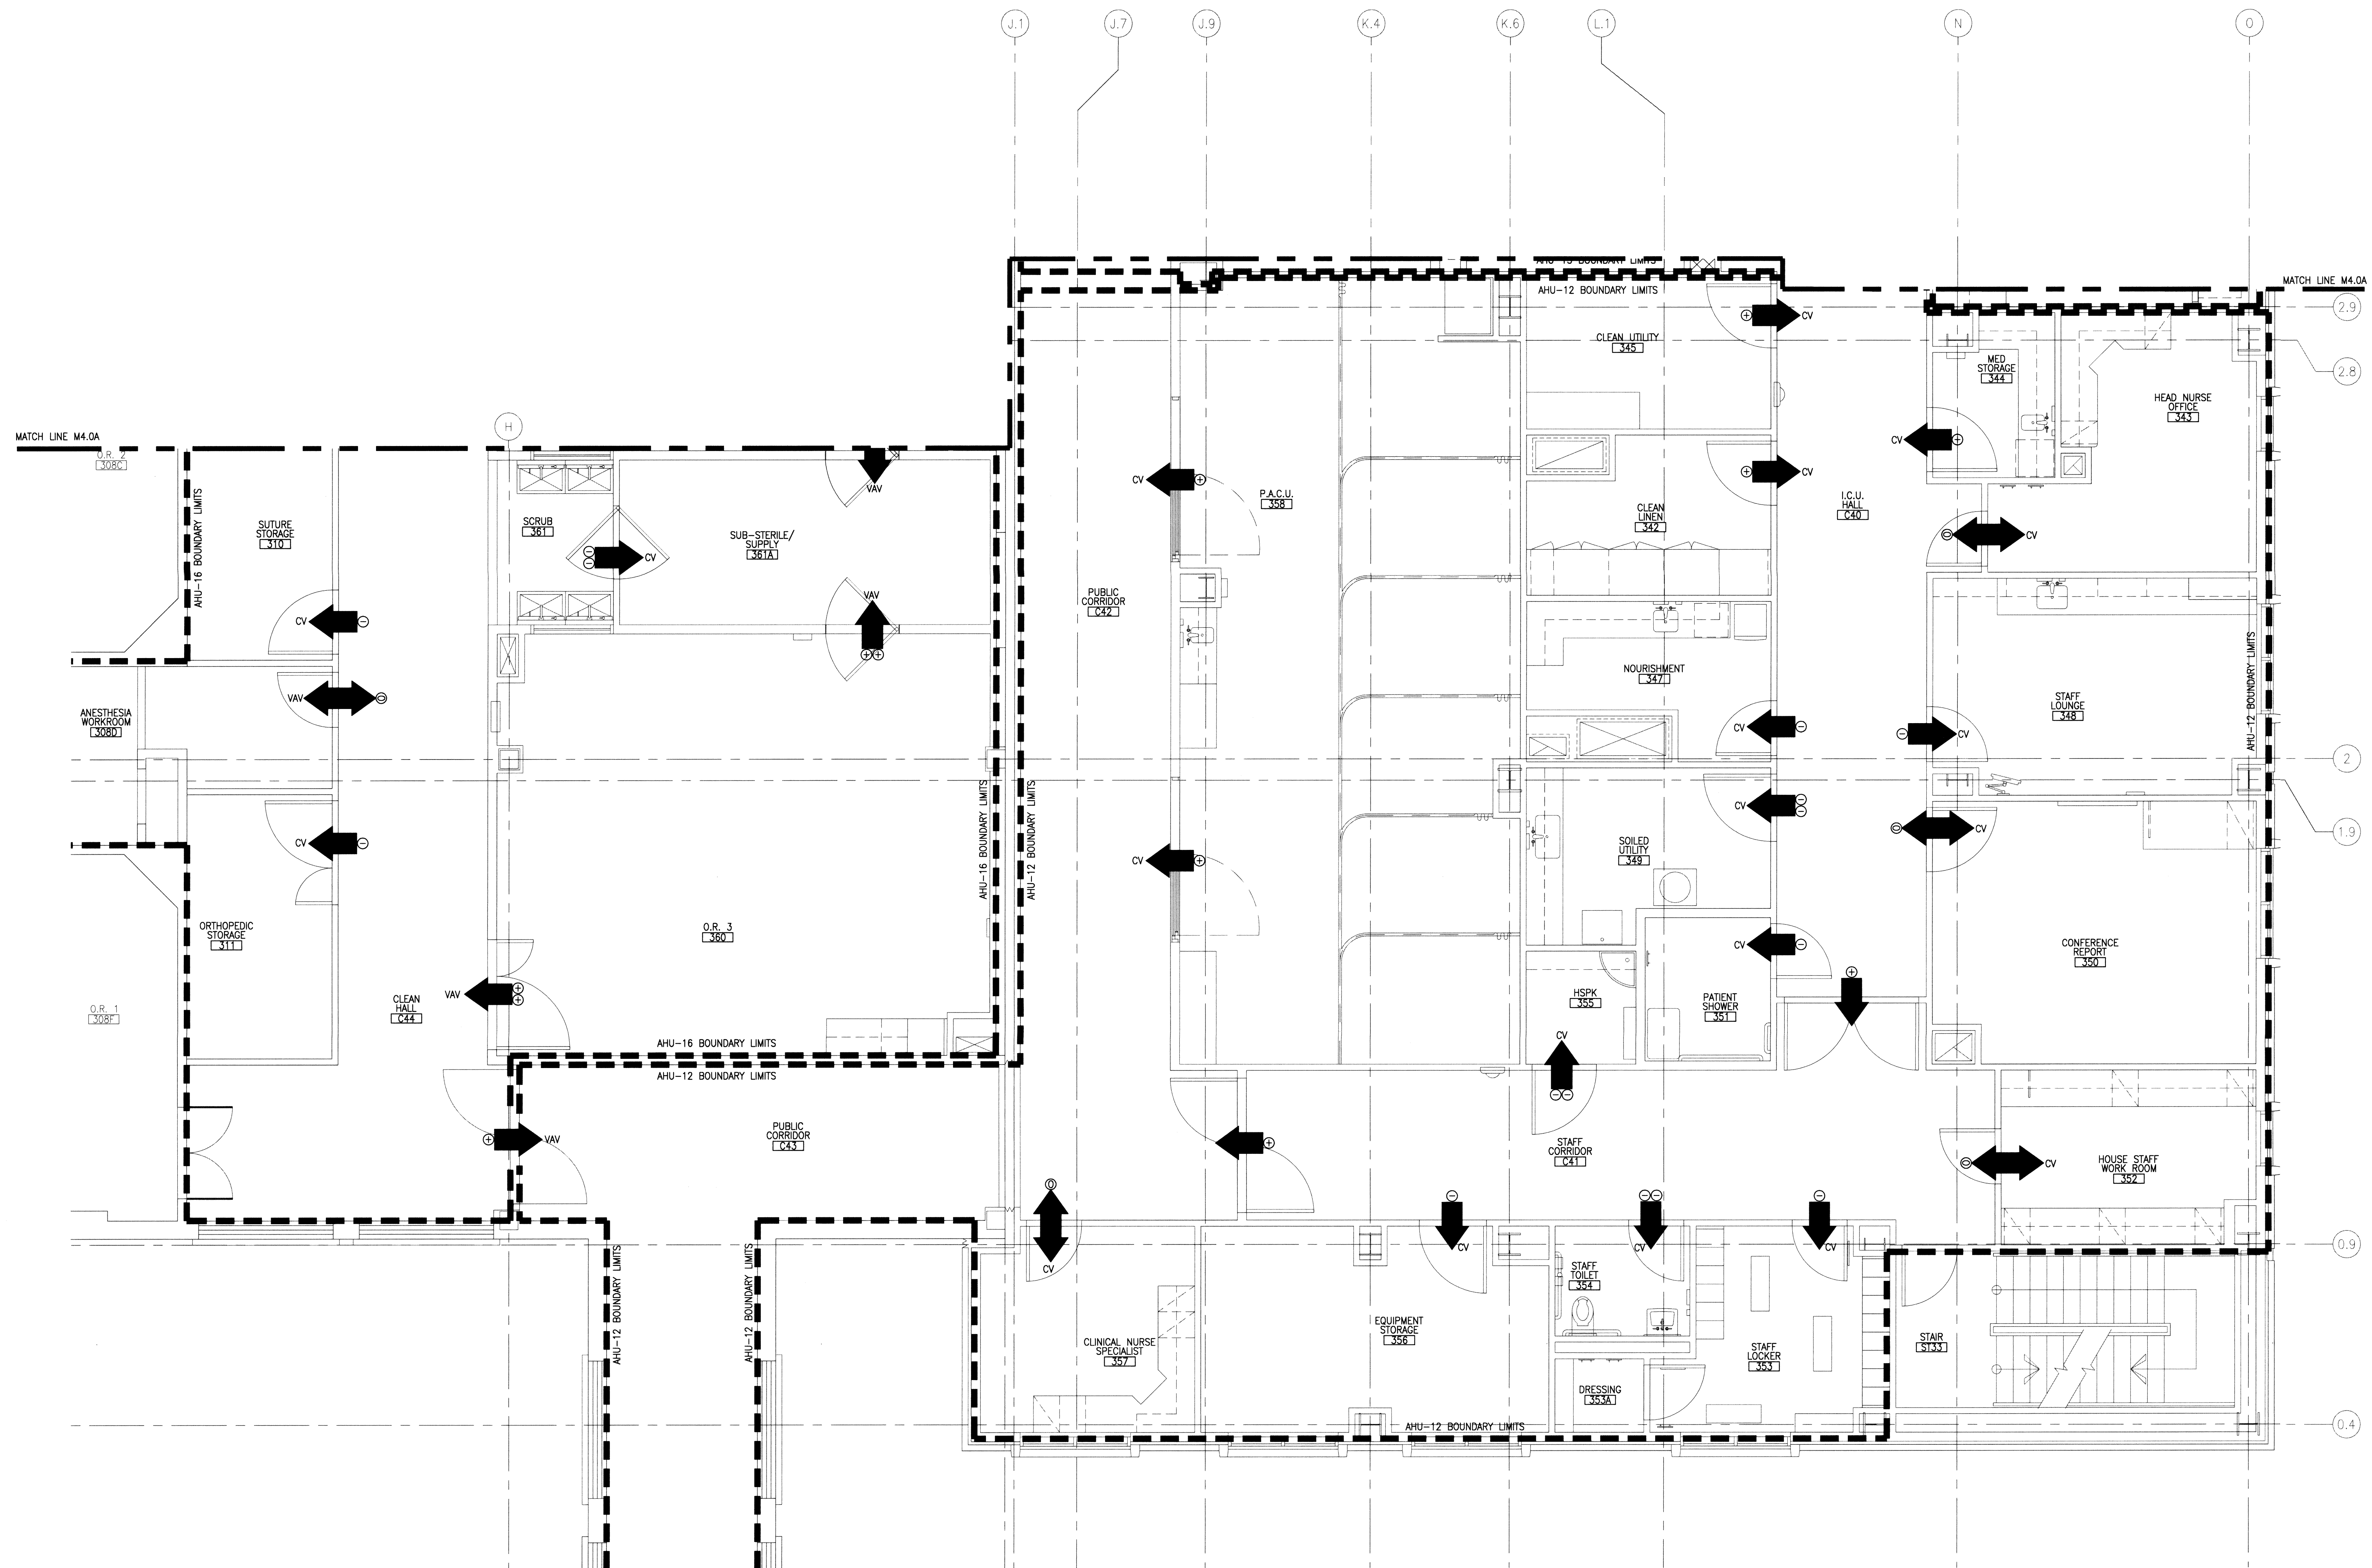 J.1
J.7
J.9
K.4
K.6
L.1
N
O
AHU-15 BOUNDARY LIMITS
AHU-12 BOUNDARY LIMITS
MATCH LINE M4.0A
2.9
2.8
CV
CLEAN UTILITY
345
MED
STORAGE
344
HEAD NURSE
OFFICE
343
MATCH LINE M4.0A
H
O.R. 2
308C
AHU-16 BOUNDARY LIMITS
SUTURE
STORAGE
310
CV
SCRUB
361
CV
SUB-STERILE/
SUPPLY
361A
VAV
VAV
CV
P.A.C.U.
358
CLEAN
LINEN
342
CV
I.C.U.
HALL
C40
CV
CV
PUBLIC
CORRIDOR
C42
NOURISHMENT
347
CV
STAFF
LOUNGE
348
CV
AHU-12 BOUNDARY LIMITS
ANESTHESIA
WORKROOM
308D
VAV
2
1.9
CV
AHU-16 BOUNDARY LIMITS
AHU-12 BOUNDARY LIMITS
CV
SOILED
UTILITY
349
CV
CV
ORTHOPEDIC
STORAGE
311
O.R. 3
360
CV
CONFERENCE
REPORT
350
O.R. 1
308F
CLEAN
HALL
C44
VAV
HSPK
355
PATIENT
SHOWER
351
CV
AHU-16 BOUNDARY LIMITS
AHU-12 BOUNDARY LIMITS
VAV
PUBLIC
CORRIDOR
C43
STAFF
CORRIDOR
C41
CV
HOUSE STAFF
WORK ROOM
352
0.9
AHU-12 BOUNDARY LIMITS
AHU-12 BOUNDARY LIMITS
CV
CV
CV
CV
STAFF
TOILET
354
CLINICAL NURSE
SPECIALIST
357
EQUIPMENT
STORAGE
356
STAFF
LOCKER
353
STAIR
ST33
DRESSING
353A
AHU-12 BOUNDARY LIMITS
0.4